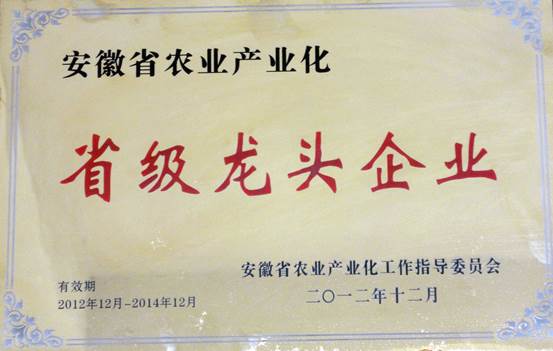 安徽省农业产业化
省级龙头企业
安徽省农业产业化工作指导委员会
有效期
2012年12月-2014年12月
二〇一二年十二月